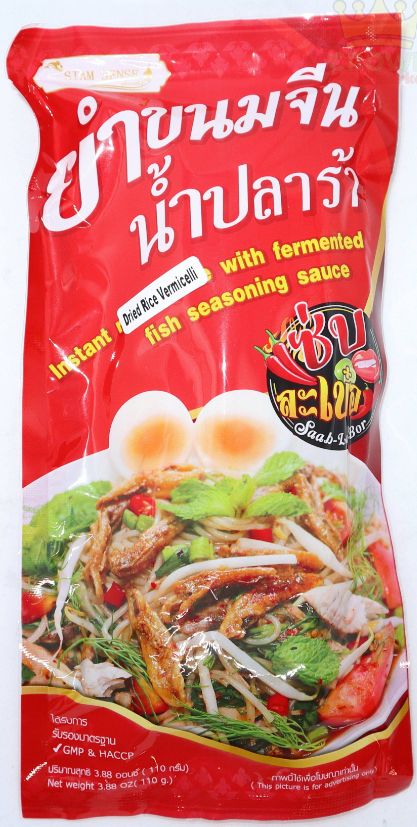 SIAM SENSE
ยำขนมจีน
น้ำปลาร้า
Instant with fermented
Dried Rice Vermicelli
fish seasoning sauce
ซ่บ
ละเบ๋อ
Saab-La-Bor
โครงการ
รับรองมาตรฐาน
✓GMP & HACCP
ปริมาณสุทธิ 3.88 ออนซ์ ( 110 กรัม)
Net weight 3.88 OZ( 110 g.)
ภาพนี้ใช้เพื่อโฆษณาเท่านั้น
( This picture is for advertising only)